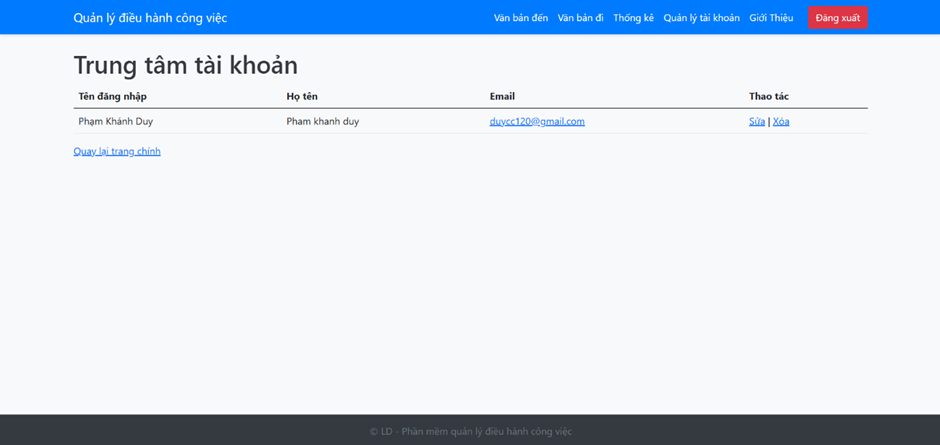 Quản lý điều hành công việc Văn bản đến Văn bản đi Thống kê Quản lý tài khoản Giới Thiệu Đăng xuất
Trung tâm tài khoản
Tên đăng nhập Họ tên Email Thao tác
Phạm Khánh Duy Pham khanh duy duycc120@gmail.com Sửa | Xóa
Quay lại trang chính
© LD - Phần mềm quản lý điều hành công việc